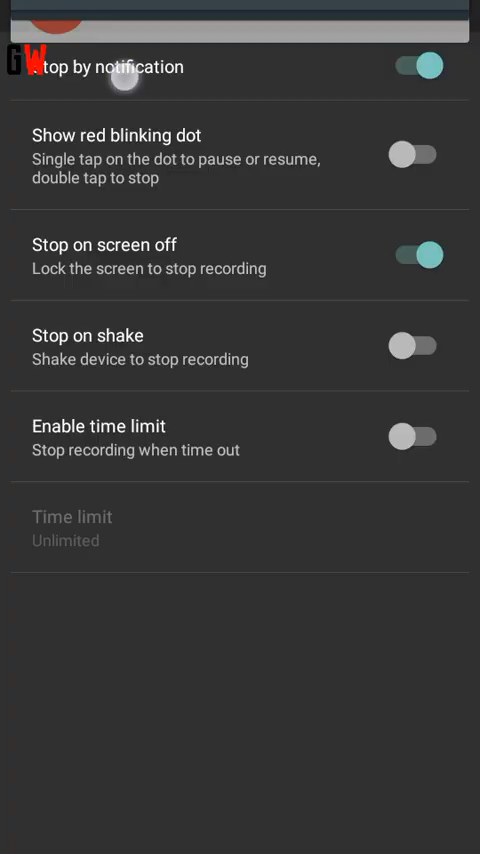 GW
Stop by notification
Show red blinking dot
Single tap on the dot to pause or resume,
double tap to stop
Stop on screen off
Lock the screen to stop recording
Stop on shake
Shake device to stop recording
Enable time limit
Stop recording when time out
Time limit
Unlimited